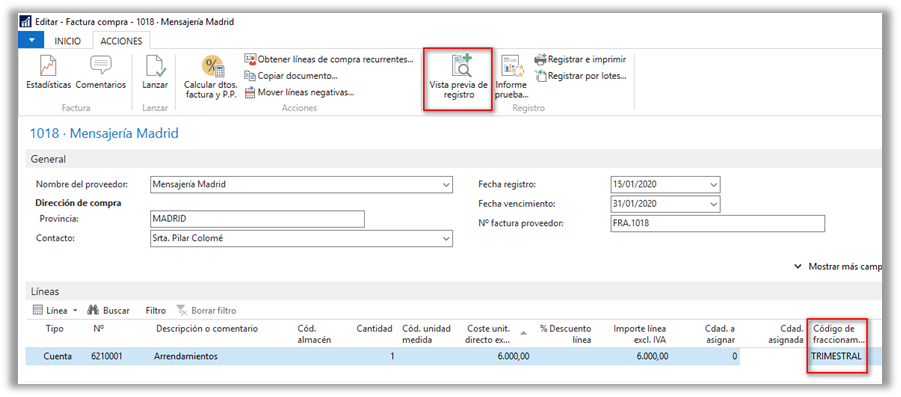 Editar - Factura compra - 1018 · Mensajería Madrid
INICIO ACCIONES
Estadísticas Comentarios
Factura
Lanzar
Lanzar
Calcular dtos. factura y P.P.
Obtener líneas de compra recurrentes...
Copiar documento...
Mover líneas negativas...
Acciones
Vista previa de registro
Informe prueba...
Registrar e imprimir
Registrar por lotes...
Registro
1018 · Mensajería Madrid
General
Nombre del proveedor: Mensajería Madrid
Dirección de compra
Provincia: MADRID
Contacto: Srta. Pilar Colomé
Fecha registro: 15/01/2020
Fecha vencimiento: 31/01/2020
Nº factura proveedor: FRA.1018
Mostrar más camp
Líneas
Línea Buscar Filtro Borrar filtro
Tipo Nº Descripción o comentario Cód. almacén Cantidad Cód. unidad medida Coste unit. directo ex... % Descuento línea Importe línea excl. IVA Cdad. a asignar Cdad. asignada Código de fraccionam...
Cuenta 6210001 Arrendamientos 1 6.000,00 6.000,00 0 TRIMESTRAL